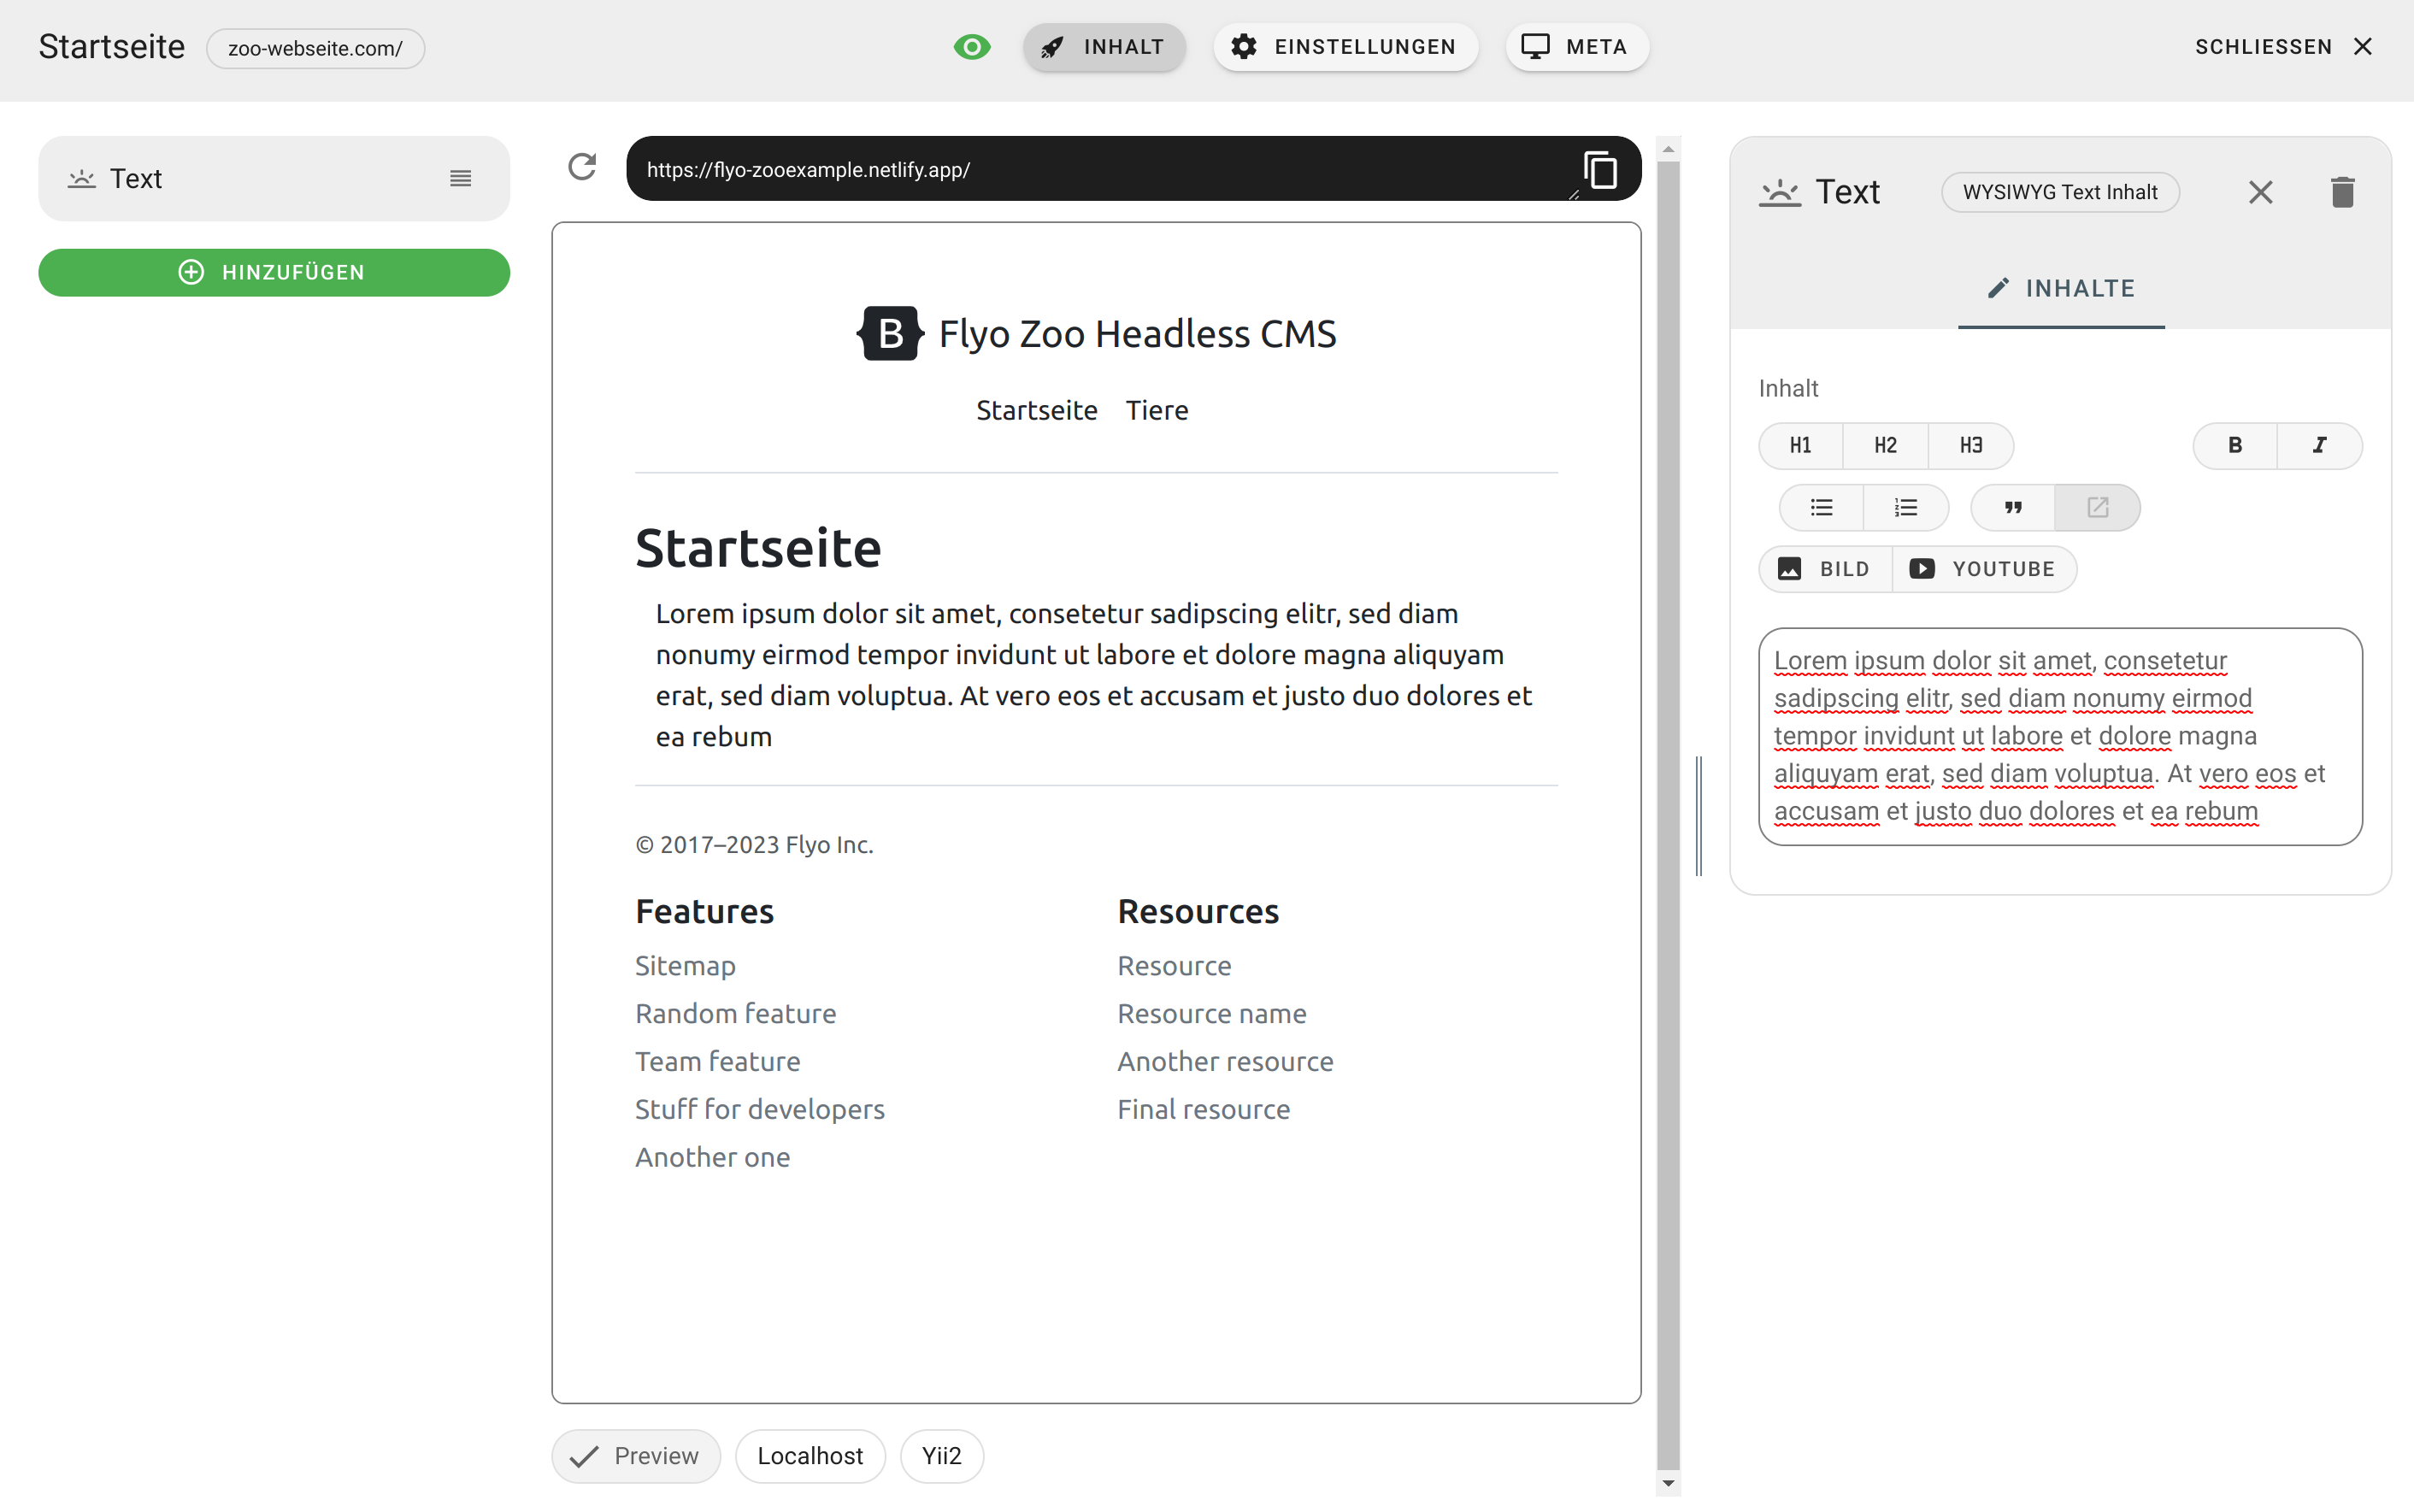 Startseite
zoo-webseite.com/
INHALT
EINSTELLUNGEN
META
SCHLIESSEN
Text
HINZUFÜGEN
https://flyo-zooexample.netlify.app/
B Flyo Zoo Headless CMS
Startseite Tiere
Startseite
Lorem ipsum dolor sit amet, consetetur sadipscing elitr, sed diam
nonumy eirmod tempor invidunt ut labore et dolore magna aliquyam
erat, sed diam voluptua. At vero eos et accusam et justo duo dolores et
ea rebum
© 2017–2023 Flyo Inc.
Features
Sitemap
Random feature
Team feature
Stuff for developers
Another one
Resources
Resource
Resource name
Another resource
Final resource
Preview
Localhost
Yii2
Text
WYSIWYG Text Inhalt
INHALTE
Inhalt
H1 H2 H3 B I
BILD YOUTUBE
Lorem ipsum dolor sit amet, consetetur
sadipscing elitr, sed diam nonumy eirmod
tempor invidunt ut labore et dolore magna
aliquyam erat, sed diam voluptua. At vero eos et
accusam et justo duo dolores et ea rebum